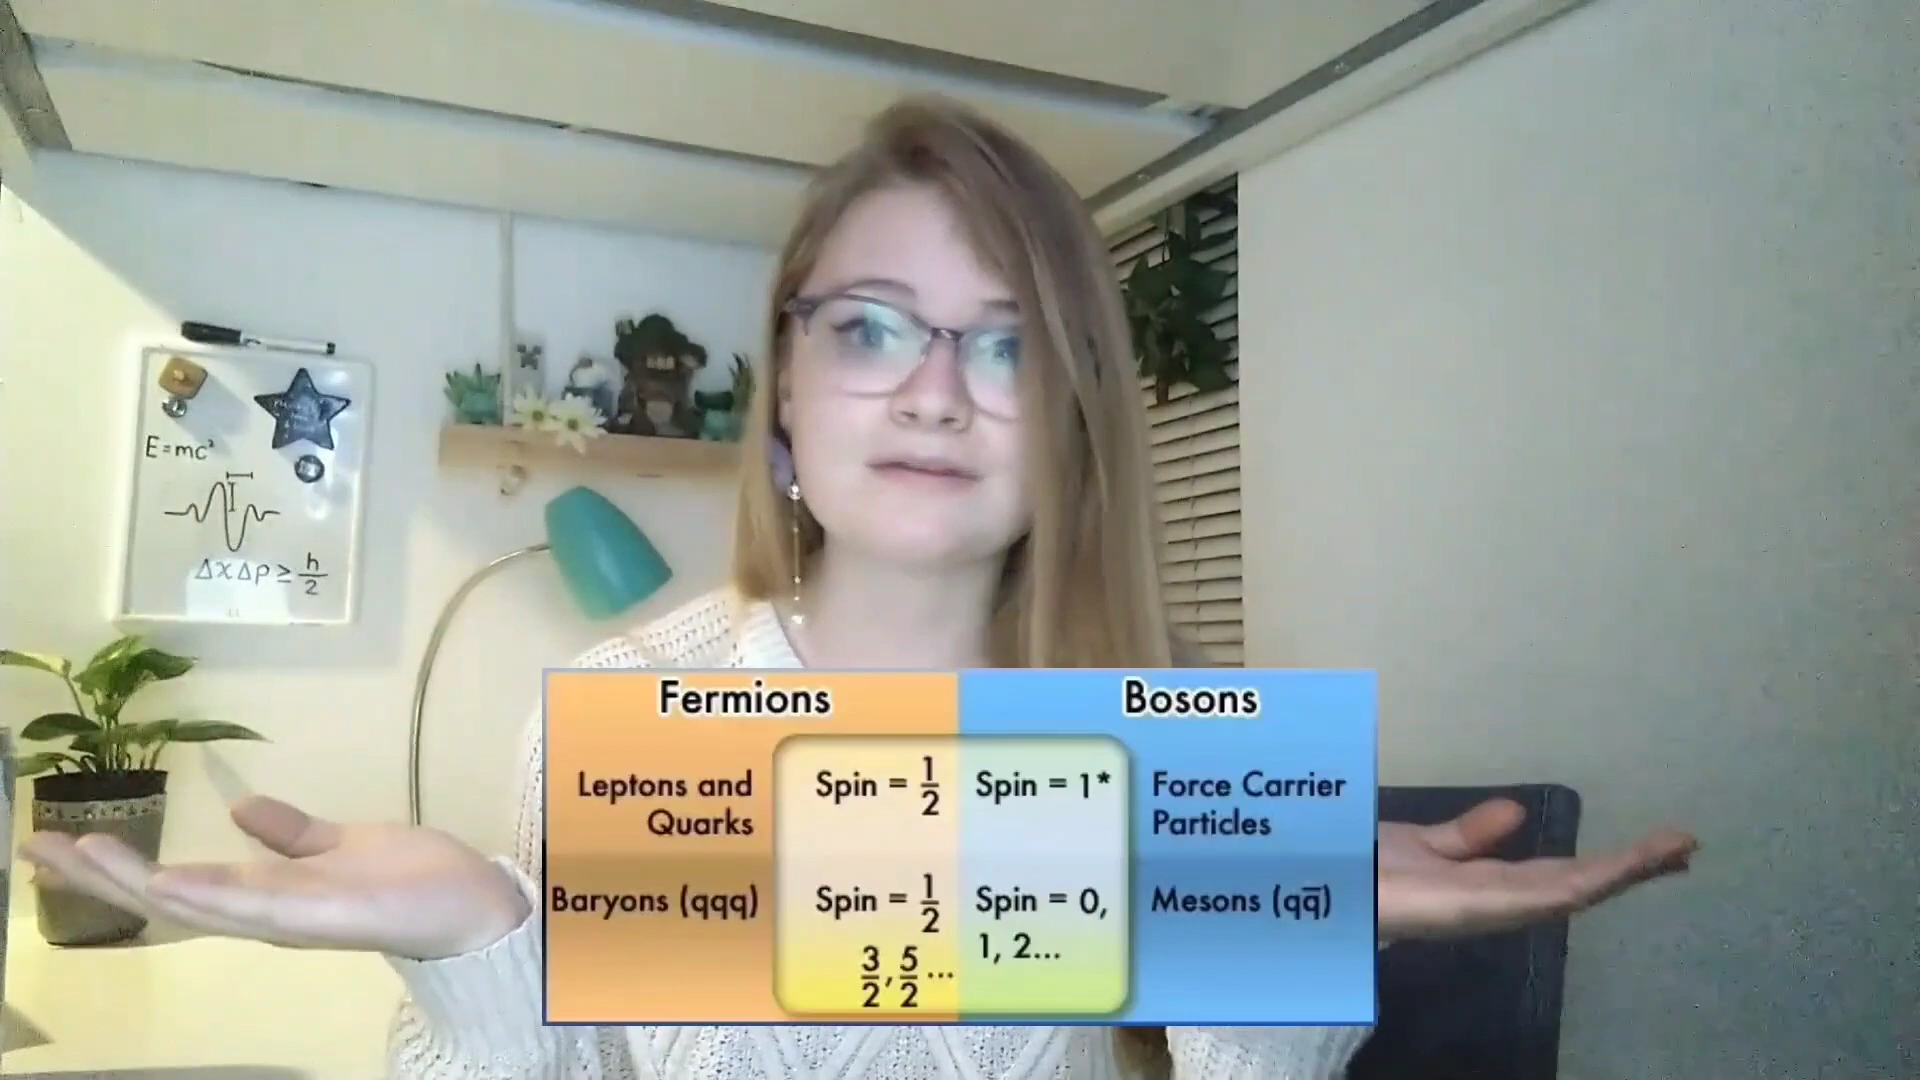 E=mc²
ΔxΔp ≥ h/2
Fermions
Bosons
Leptons and
Quarks
Spin = 1/2
Spin = 1*
Force Carrier
Particles
Baryons (qqq)
Spin = 1/2
3/2, 5/2 ...
Spin = 0,
1, 2...
Mesons (qq̅)